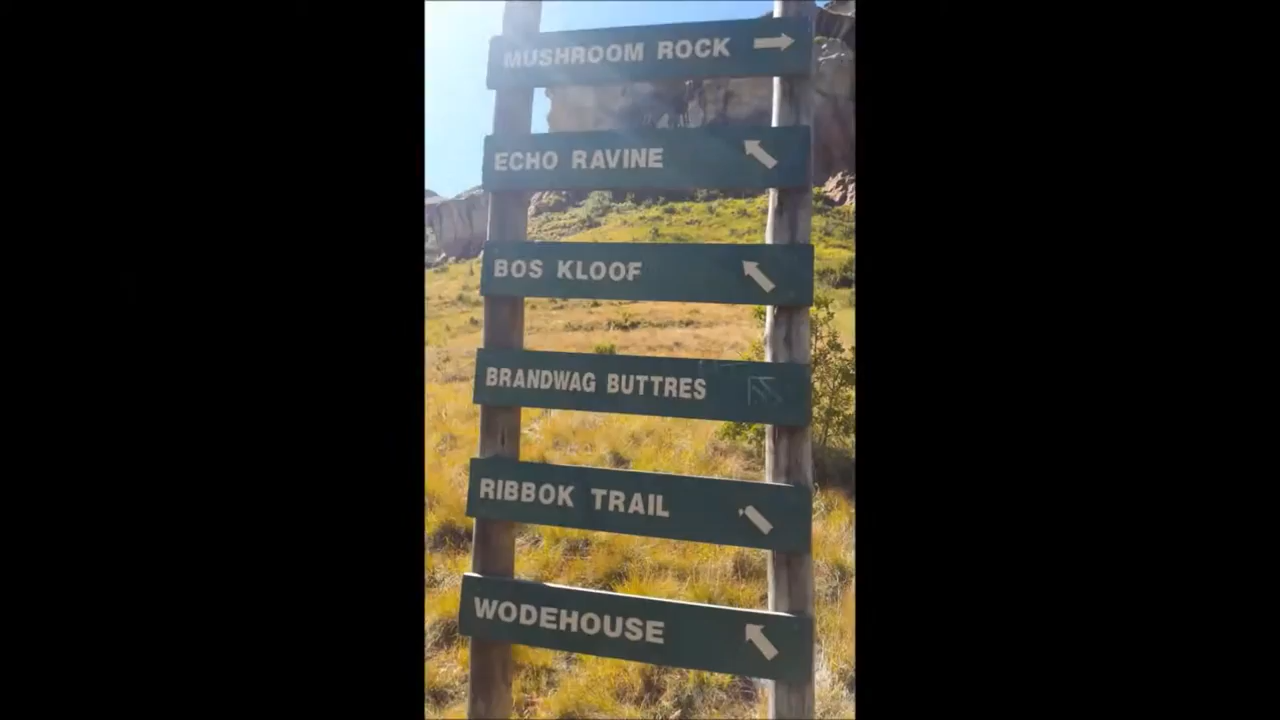 MUSHROOM ROCK
ECHO RAVINE
BOS KLOOF
BRANDWAG BUTTRES
RIBBOK TRAIL
WODEHOUSE